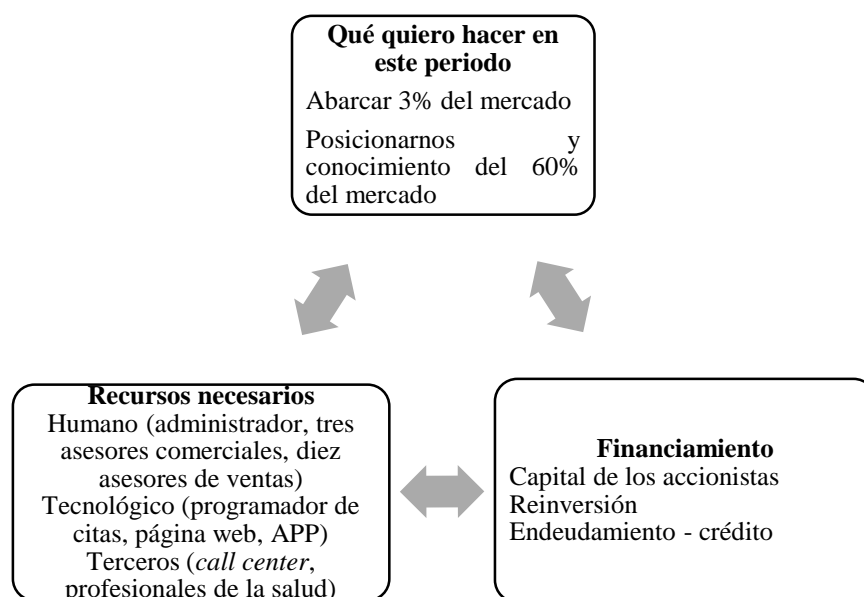 Qué quiero hacer en
este periodo
Abarcar 3% del mercado
Posicionarnos y
conocimiento del 60%
del mercado
Recursos necesarios
Humano (administrador, tres
asesores comerciales, diez
asesores de ventas)
Tecnológico (programador de
citas, página web, APP)
Terceros (call center,
profesionales de la salud)
Financiamiento
Capital de los accionistas
Reinversión
Endeudamiento - crédito